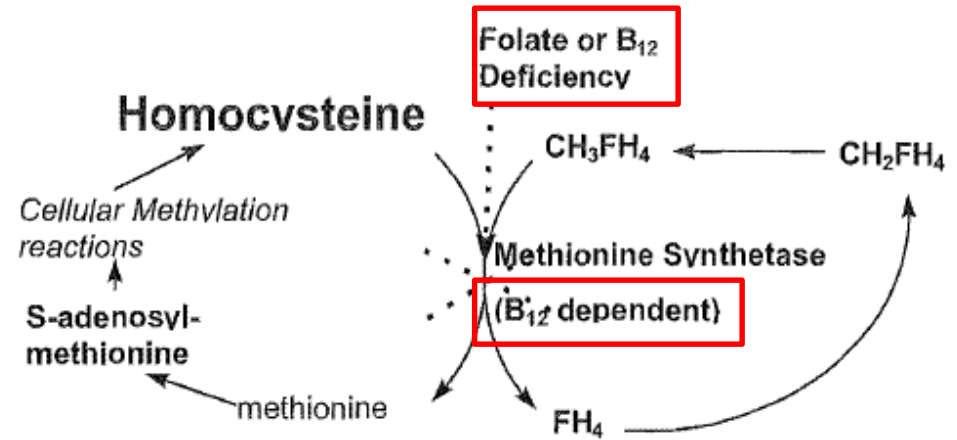 Folate or B₁₂
Deficiency
Homocysteine
CH₃FH₄
CH₂FH₄
Cellular Methylation
reactions
Methionine Synthetase
(B₁₂ dependent)
S-adenosyl-
methionine
methionine
FH₄